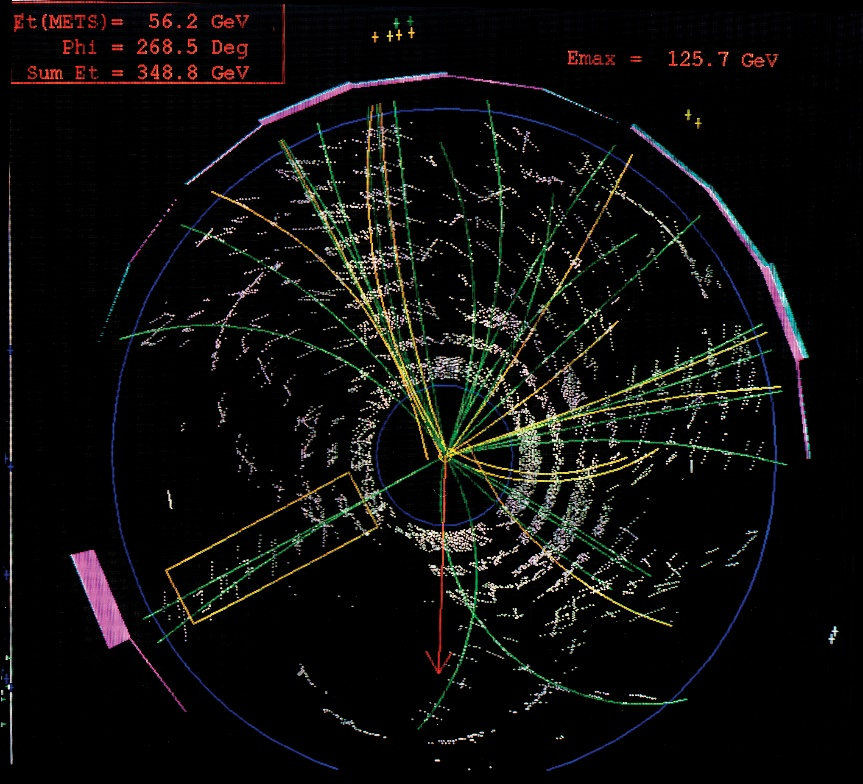 Et(METS)= 56.2 GeV
Phi = 268.5 Deg
Sum Et = 348.8 GeV
Emax = 125.7 GeV